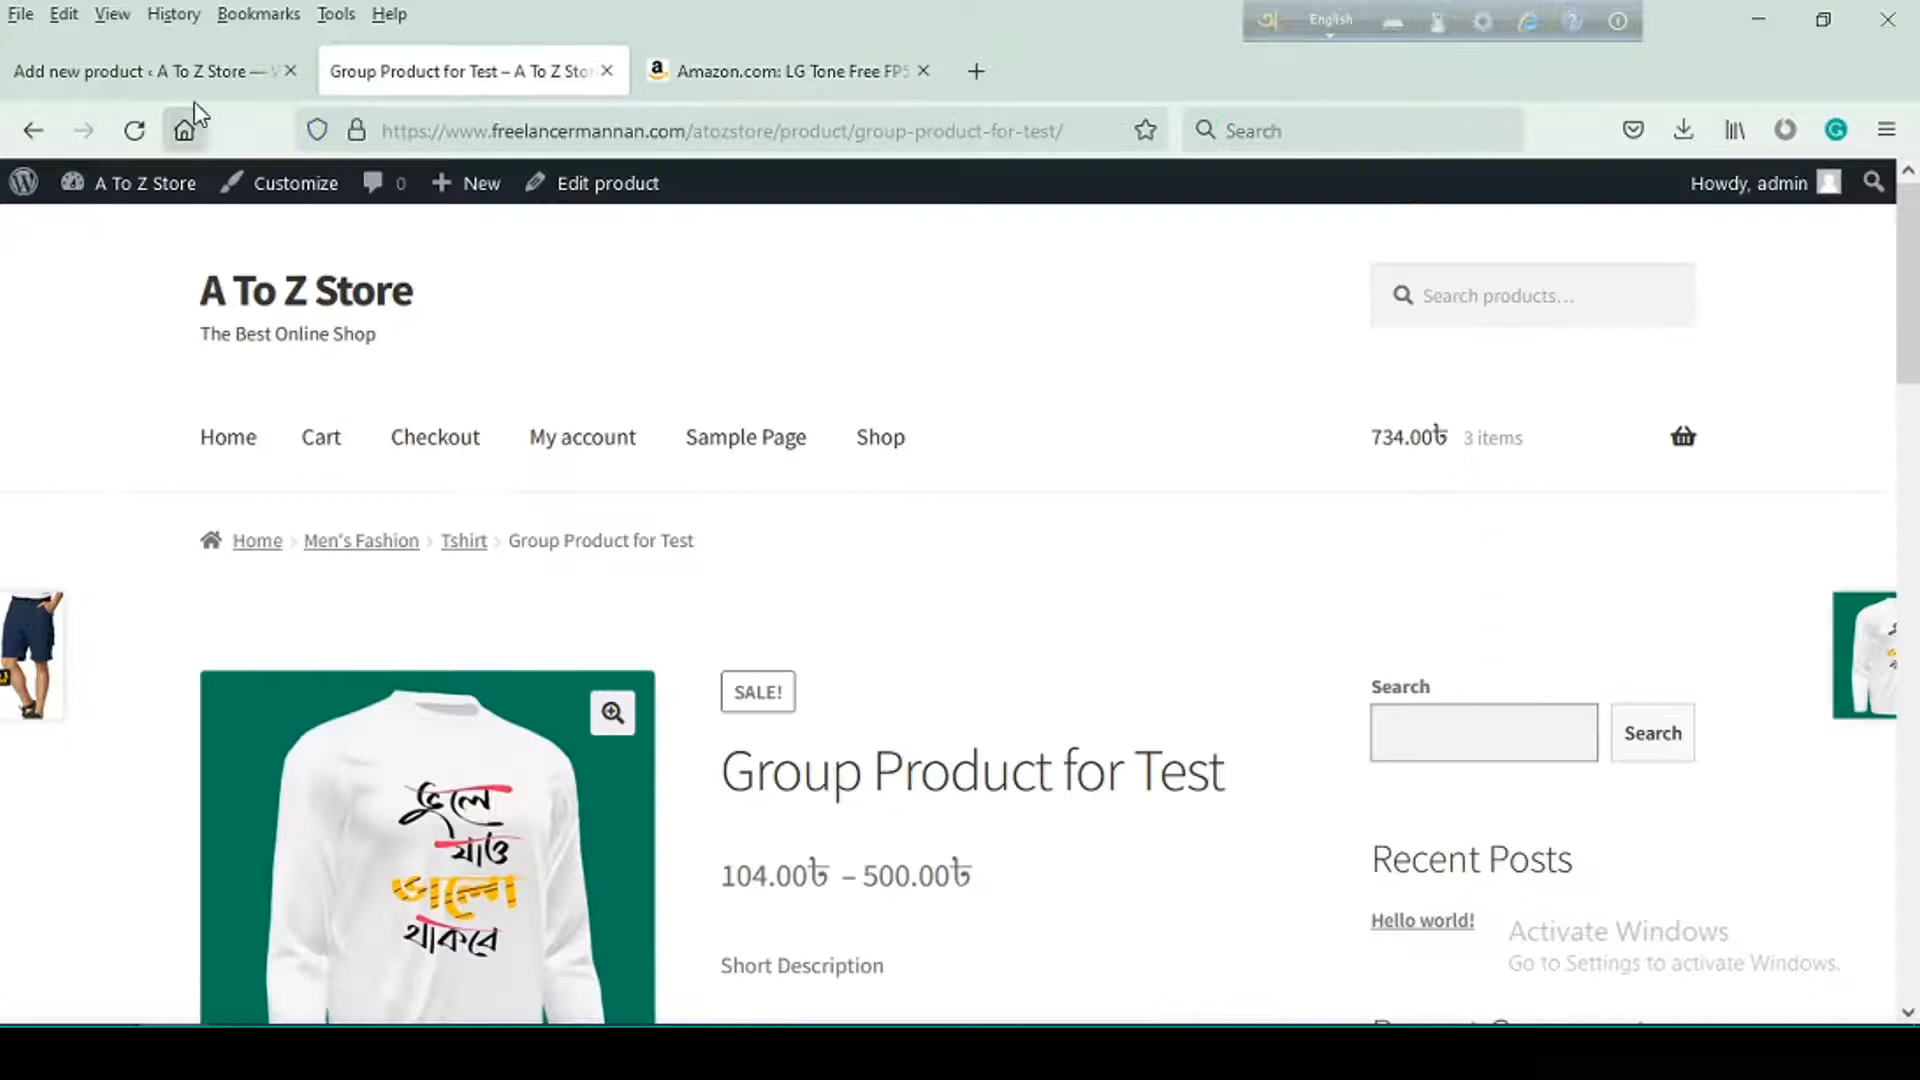 File Edit View History Bookmarks Tools Help
English
Add new product ‹ A To Z Store —
Group Product for Test – A To Z Sto
Amazon.com: LG Tone Free FP5
https://www.freelancermannan.com/atozstore/product/group-product-for-test/
Search
A To Z Store
Customize
0
New
Edit product
Howdy, admin
A To Z Store
The Best Online Shop
Search products…
Home Cart Checkout My account Sample Page Shop
734.00৳ 3 items
Home › Men's Fashion › Tshirt › Group Product for Test
SALE!
Group Product for Test
104.00৳ – 500.00৳
Short Description
ভুলে
যাও
ভালো
থাকবে
Search
Search
Recent Posts
Hello world!
Activate Windows
Go to Settings to activate Windows.